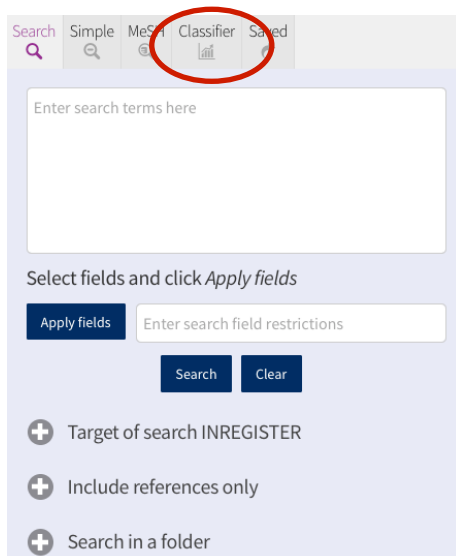 Search Simple MeSH Classifier Saved
Enter search terms here
Select fields and click Apply fields
Apply fields Enter search field restrictions
Search Clear
Target of search INREGISTER
Include references only
Search in a folder